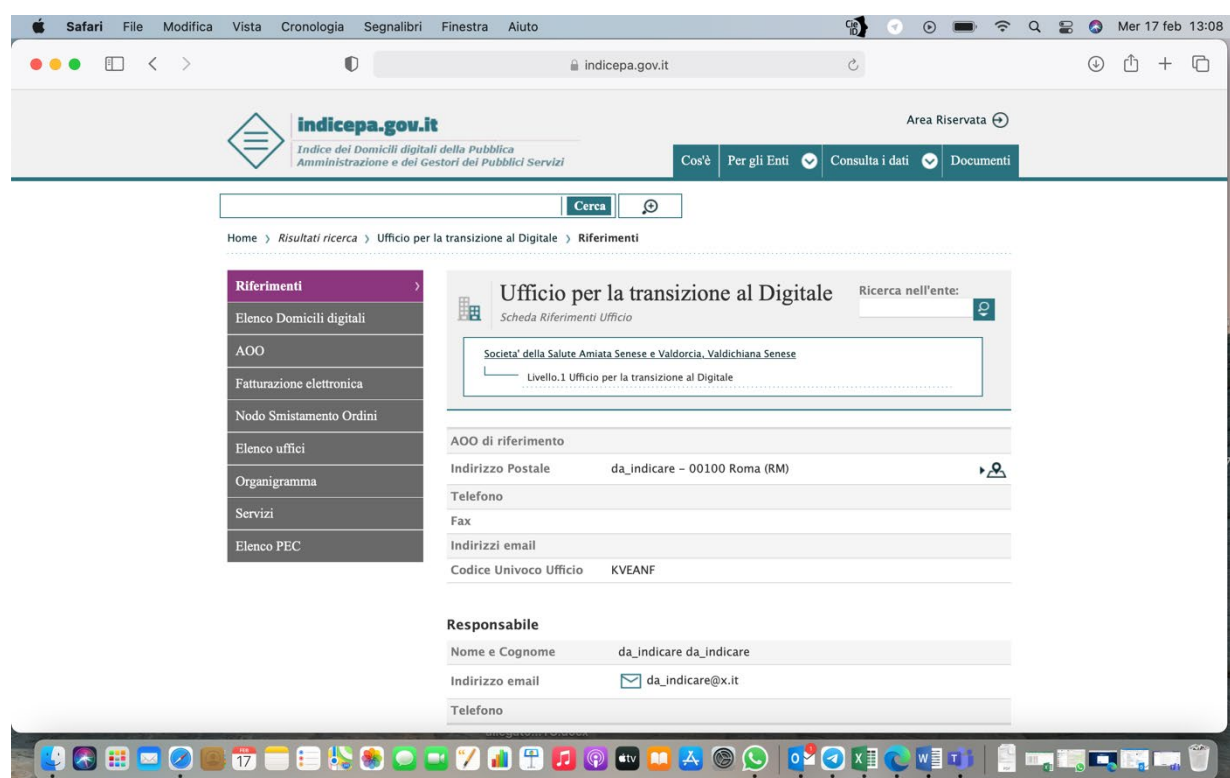 Safari File Modifica Vista Cronologia Segnalibri Finestra Aiuto Mer 17 feb 13:08
indicepa.gov.it
indicepa.gov.it
Indice dei Domicili digitali della Pubblica
Amministrazione e dei Gestori dei Pubblici Servizi
Area Riservata
Cos'è Per gli Enti Consulta i dati Documenti
Cerca
Home Risultati ricerca Ufficio per la transizione al Digitale Riferimenti
Riferimenti
Elenco Domicili digitali
AOO
Fatturazione elettronica
Nodo Smistamento Ordini
Elenco uffici
Organigramma
Servizi
Elenco PEC
Ufficio per la transizione al Digitale
Scheda Riferimenti Ufficio
Ricerca nell'ente:
Societa' della Salute Amiata Senese e Valdorcia, Valdichiana Senese
Livello.1 Ufficio per la transizione al Digitale
AOO di riferimento
Indirizzo Postale da_indicare – 00100 Roma (RM)
Telefono
Fax
Indirizzi email
Codice Univoco Ufficio KVEANF
Responsabile
Nome e Cognome da_indicare da_indicare
Indirizzo email da_indicare@x.it
Telefono
FEB
17
tv